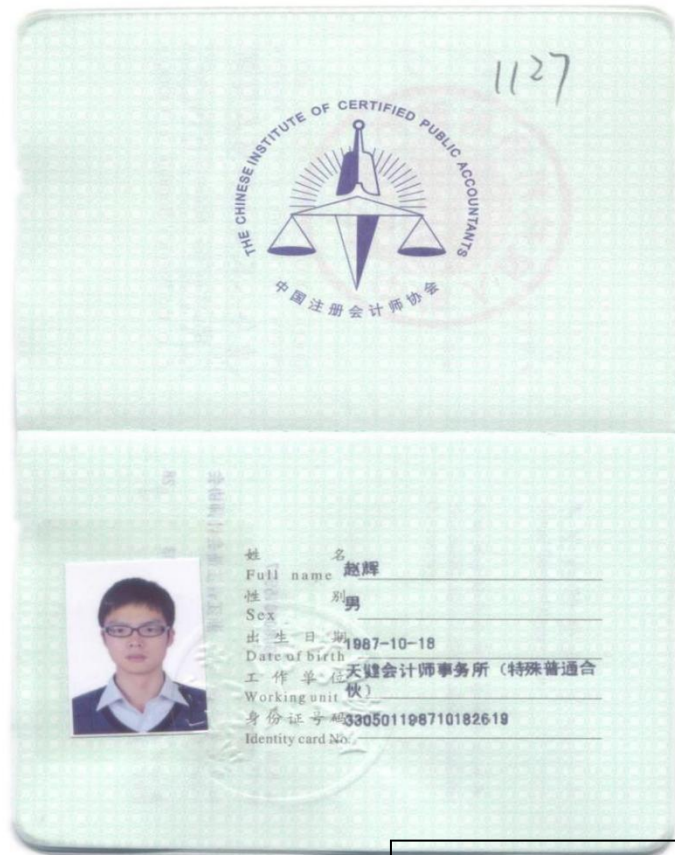 1127
THE CHINESE INSTITUTE OF CERTIFIED PUBLIC ACCOUNTANTS
中国注册会计师协会
姓 名 赵辉
Full name
性 别 男
Sex
出 生 日 期 1987-10-18
Date of birth
工 作 单 位 天健会计师事务所（特殊普通合
Working unit 伙）
身份证号码 330501198710182619
Identity card No.